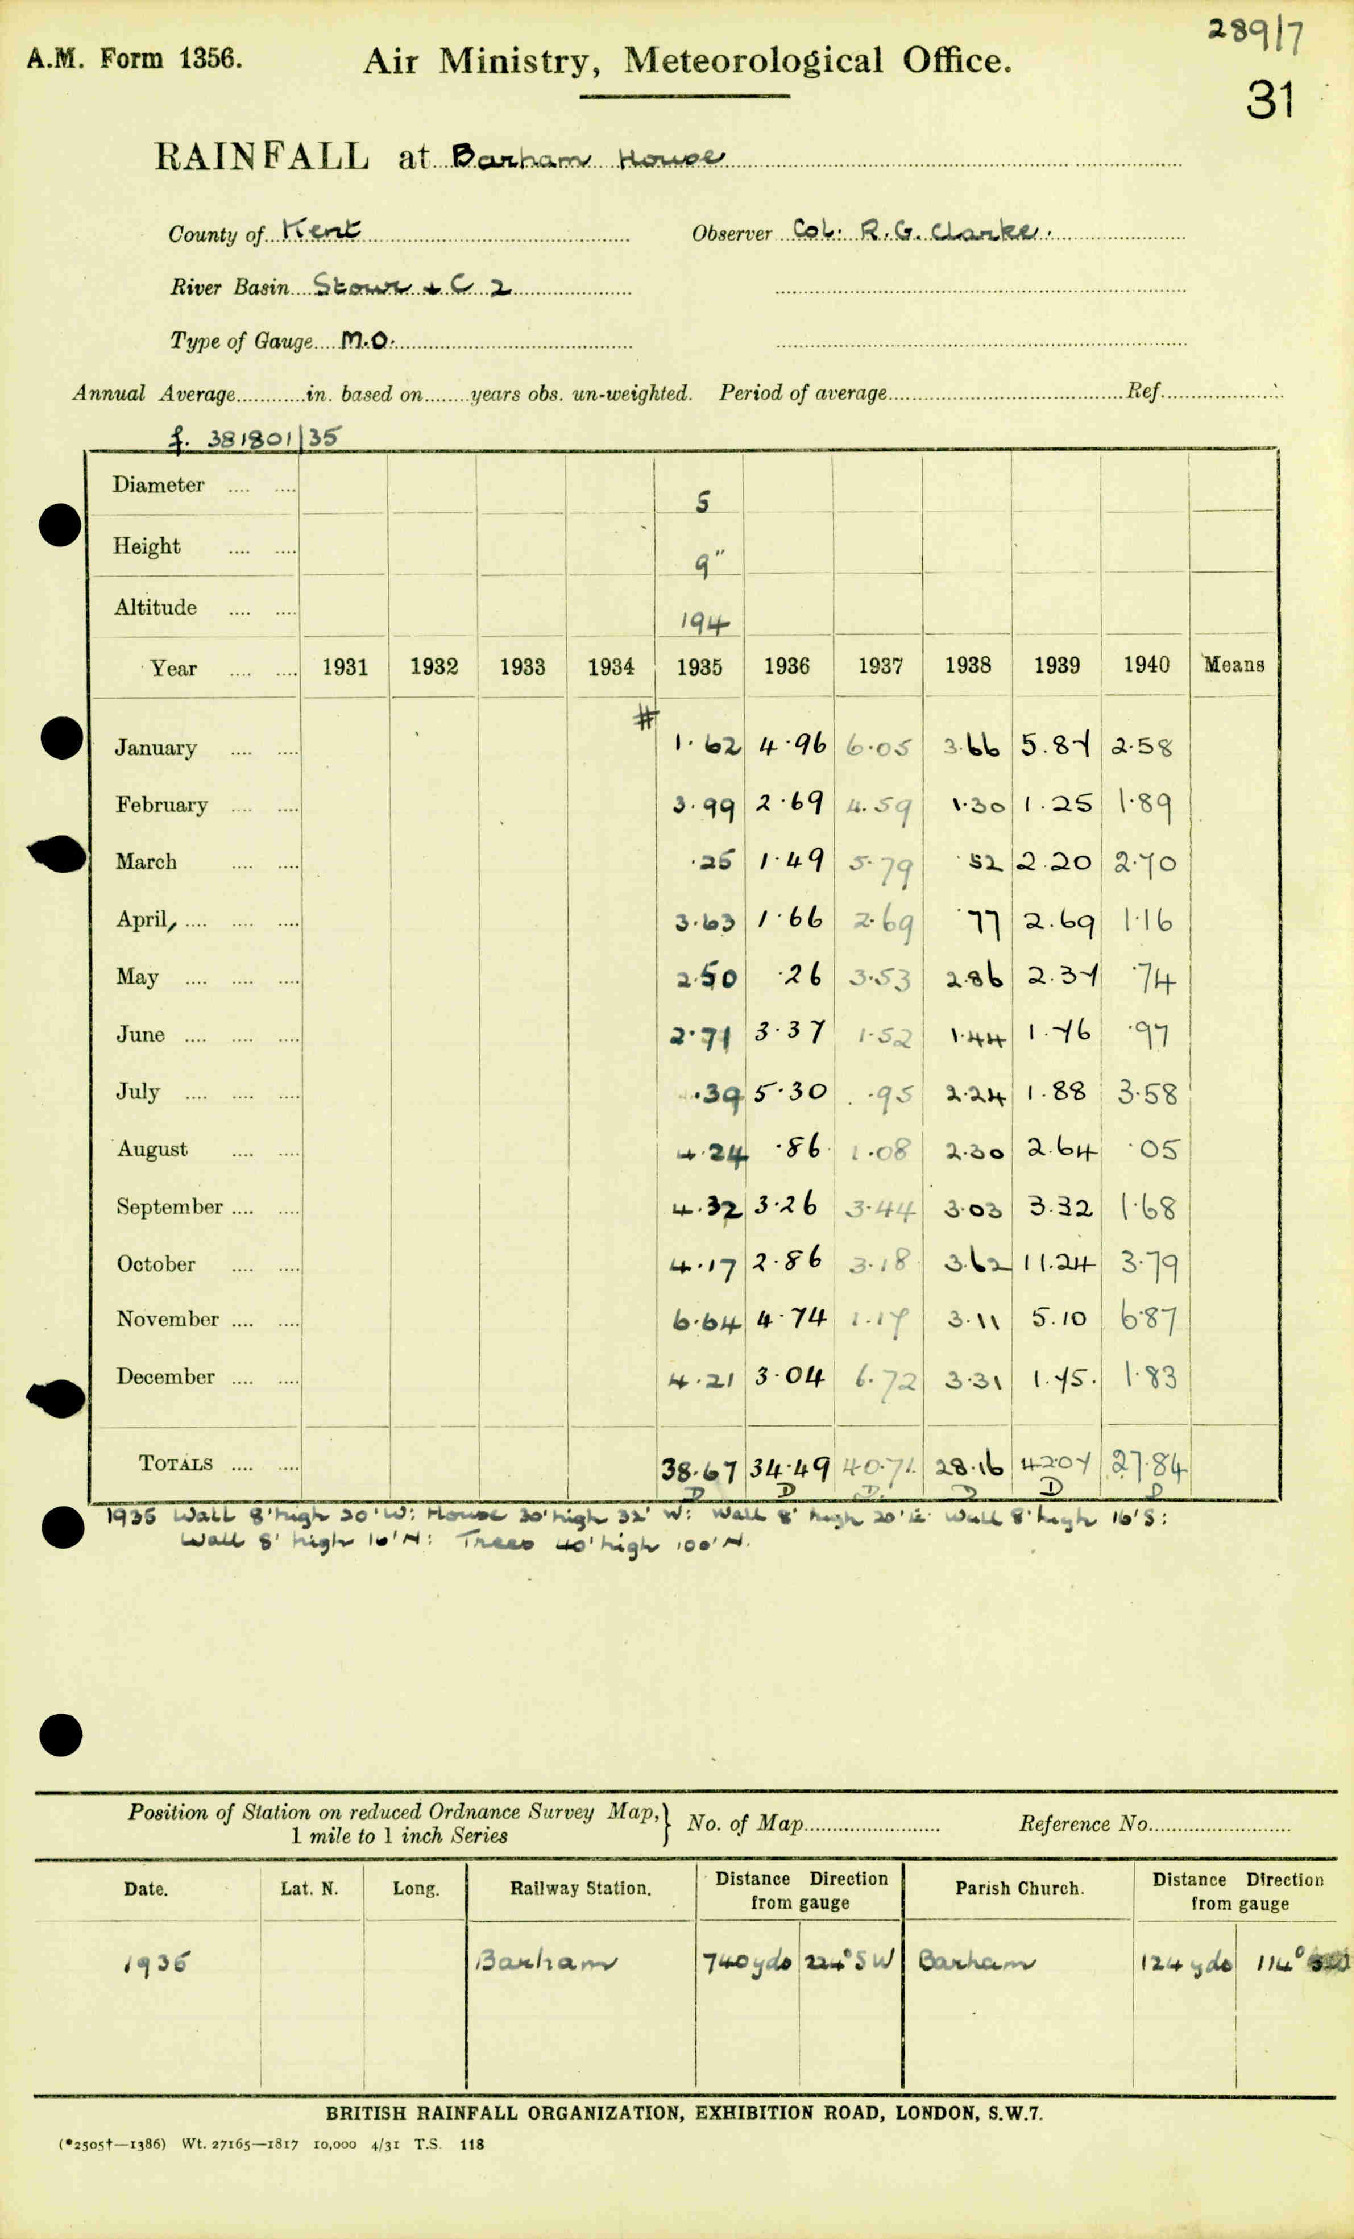 289/7
A.M. Form 1356. Air Ministry, Meteorological Office.
31
RAINFALL at Barham House
County of Kent Observer Col. R.G. Clarke.
River Basin Stour + C 2
Type of Gauge M.O.
Annual Average............in. based on........years obs. un-weighted. Period of average........ Ref........
f. 381801/35
Diameter .... .... 5
Height .... .... 9"
Altitude .... .... 194
Year .... .... 1931 1932 1933 1934 1935 1936 1937 1938 1939 1940 Means
#
January .... .... 1.62 4.96 6.05 3.66 5.87 2.58
February .... .... 3.99 2.69 4.59 1.30 1.25 1.89
March .... .... .25 1.49 5.79 .52 2.20 2.70
April, .... .... .... 3.63 1.66 2.69 .77 2.69 1.16
May .... .... .... 2.50 .26 3.53 2.86 2.37 .74
June .... .... .... 2.71 3.37 1.52 1.44 1.76 .97
July .... .... .... .39 5.30 .95 2.24 1.88 3.58
August .... .... 4.24 .86 1.08 2.30 2.64 .05
September .... .... 4.32 3.26 3.44 3.03 3.32 1.68
October .... .... 4.17 2.86 3.18 3.62 11.24 3.79
November .... .... 6.64 4.74 1.17 3.11 5.10 6.87
December .... .... 4.21 3.04 6.72 3.31 1.75. 1.83
TOTALS .... .... 38.67 34.49 40.71 28.16 42.07 27.84
D D D D D D
1935 Wall 8' high 20' W: House 30' high 32' W: Wall 8' high 20' E: Wall 8' high 16' S:
Wall 8' high 16' N: Trees 40' high 100' N.
Position of Station on reduced Ordnance Survey Map, } No. of Map........ Reference No........
1 mile to 1 inch Series
Date. Lat. N. Long. Railway Station. Distance Direction from gauge Parish Church. Distance Direction from gauge
1936 Barham 740 yds 224° SW Barham 124 yds 114°
BRITISH RAINFALL ORGANIZATION, EXHIBITION ROAD, LONDON, S.W.7.
(*2505†—1386) Wt. 27165—1817 10,000 4/31 T.S. 118